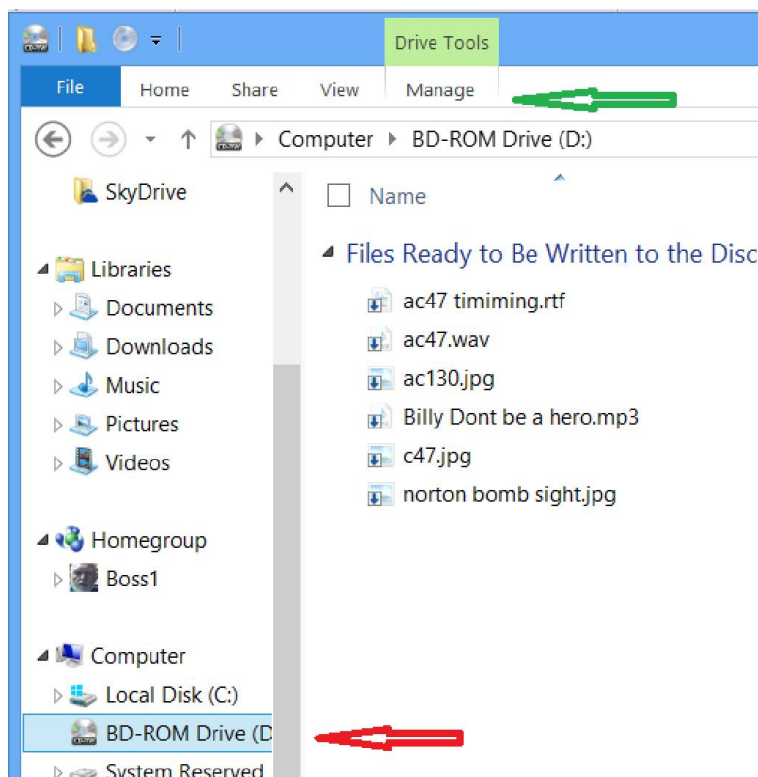 Drive Tools
File Home Share View Manage
Computer BD-ROM Drive (D:)
SkyDrive
Libraries
Documents
Downloads
Music
Pictures
Videos
Homegroup
Boss1
Computer
Local Disk (C:)
BD-ROM Drive (D
System Reserved
Name
Files Ready to Be Written to the Disc
ac47 timiming.rtf
ac47.wav
ac130.jpg
Billy Dont be a hero.mp3
c47.jpg
norton bomb sight.jpg